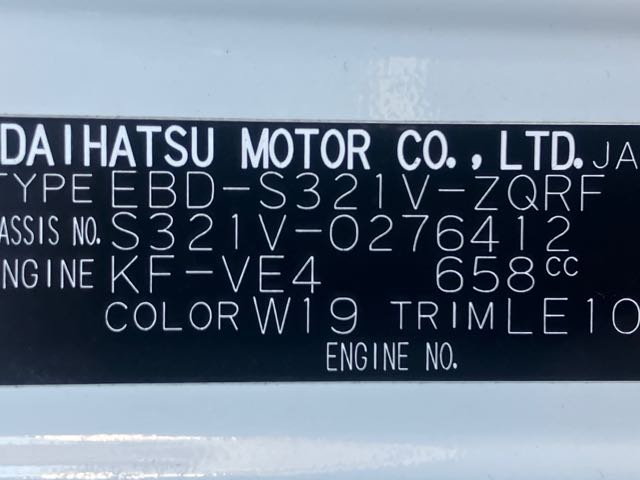 DAIHATSU MOTOR CO., LTD. JA
TYPE EBD-S321V-ZQRF
ASSIS NO. S321V-0276412
NGINE KF-VE4 658cc
COLOR W19 TRIM LE10
ENGINE NO.